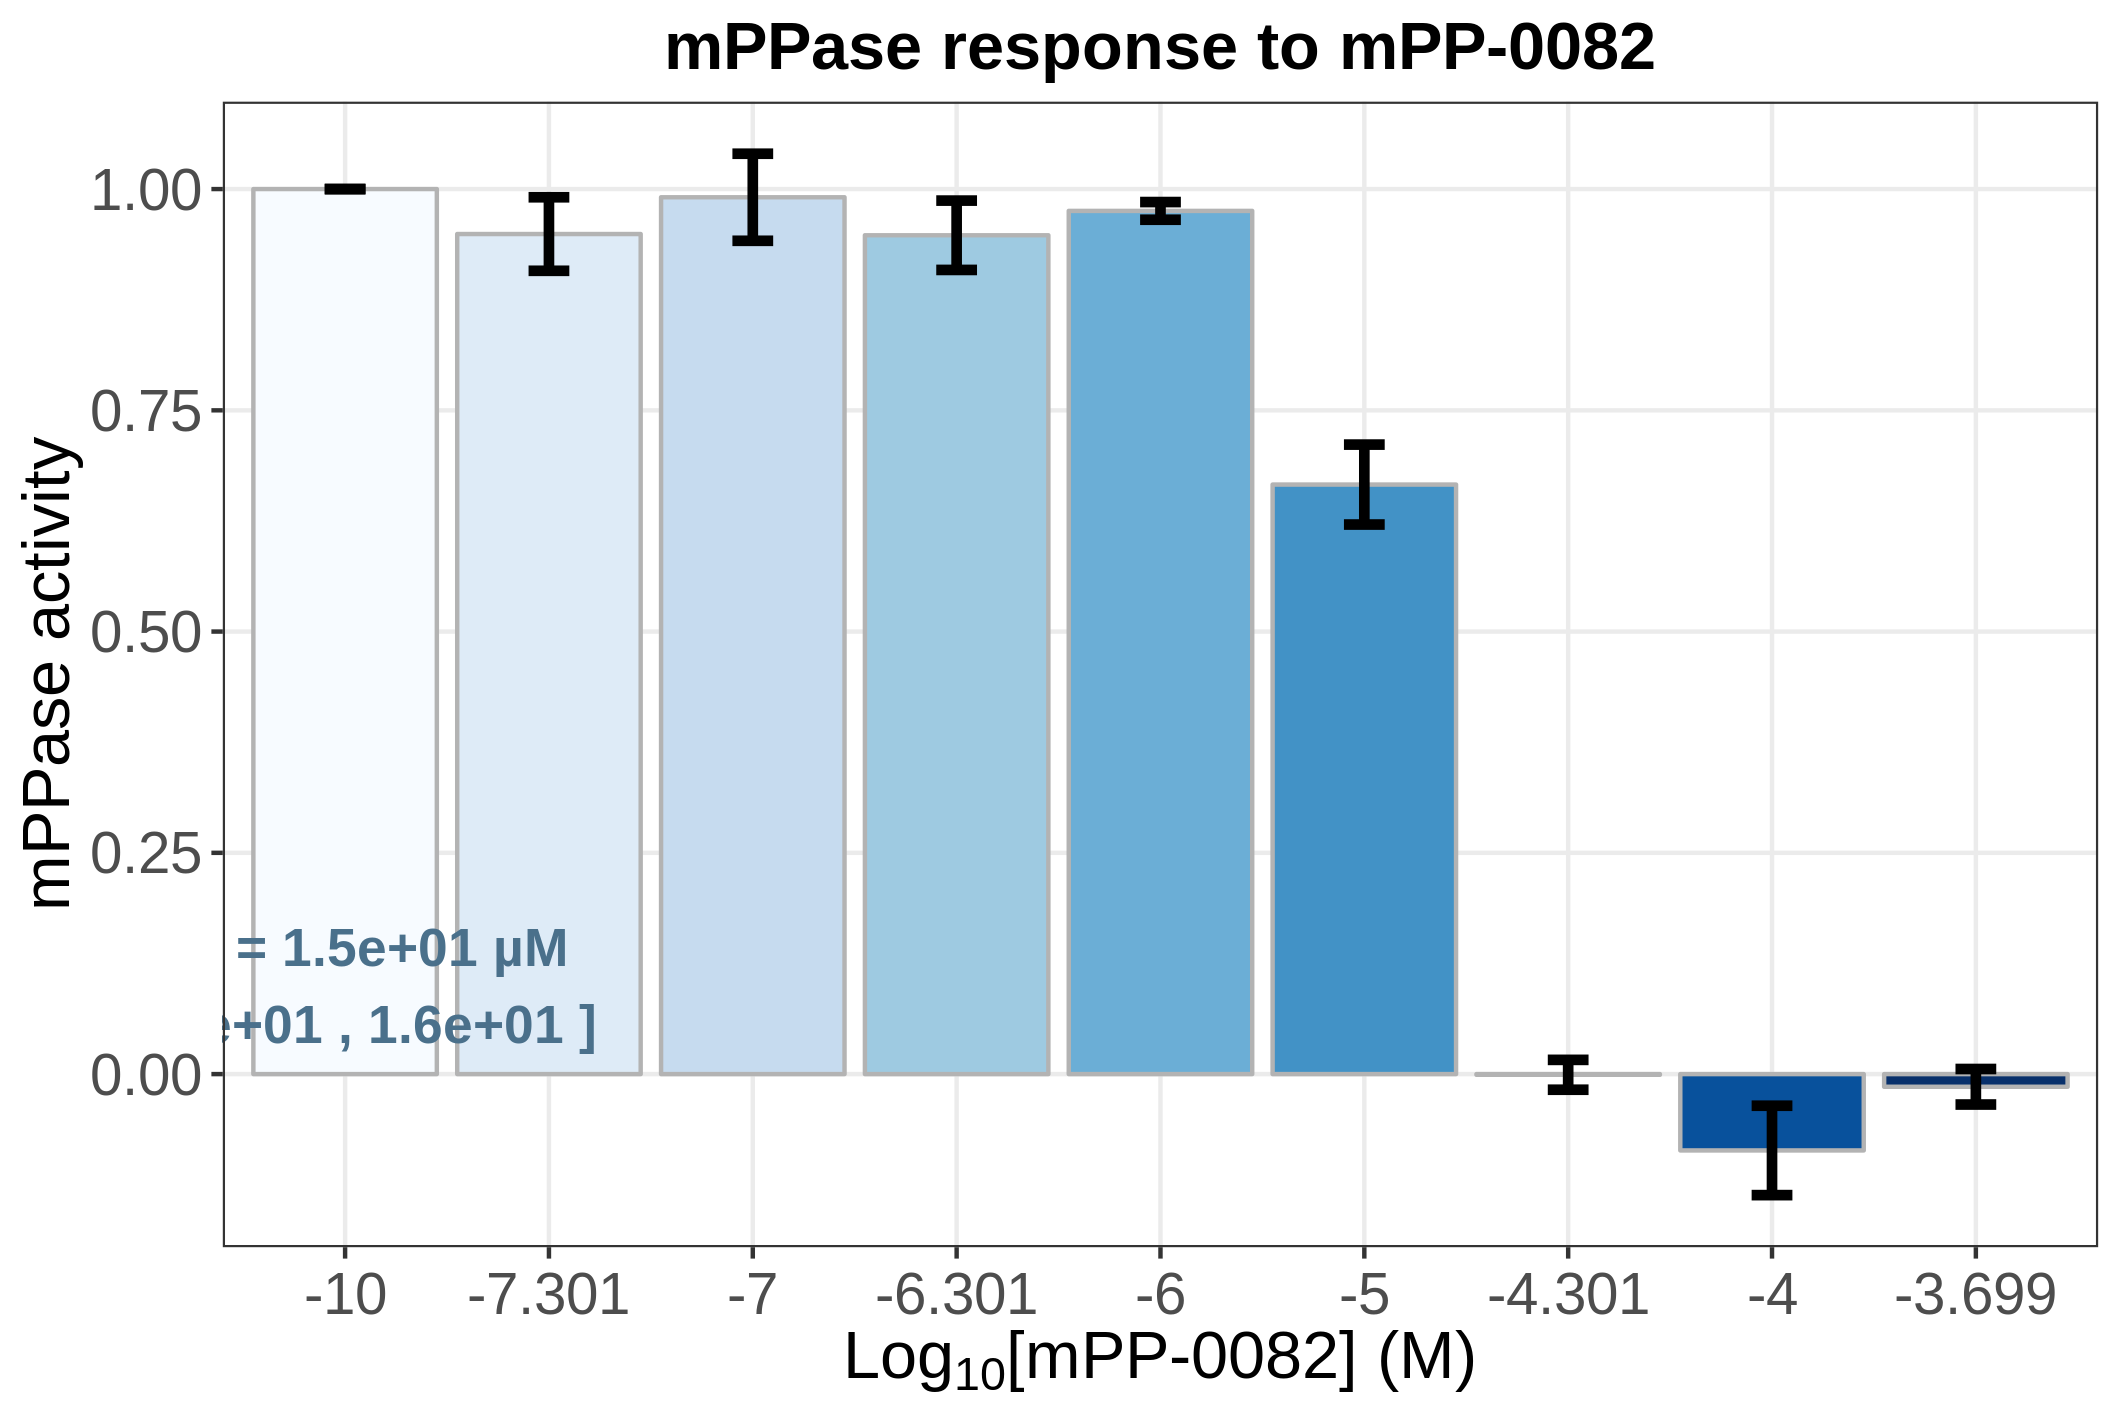 mPPase response to mPP-0082
mPPase activity
1.00
0.75
0.50
0.25
0.00
= 1.5e+01 µM
e+01 , 1.6e+01 ]
-10 -7.301 -7 -6.301 -6 -5 -4.301 -4 -3.699
Log10[mPP-0082] (M)